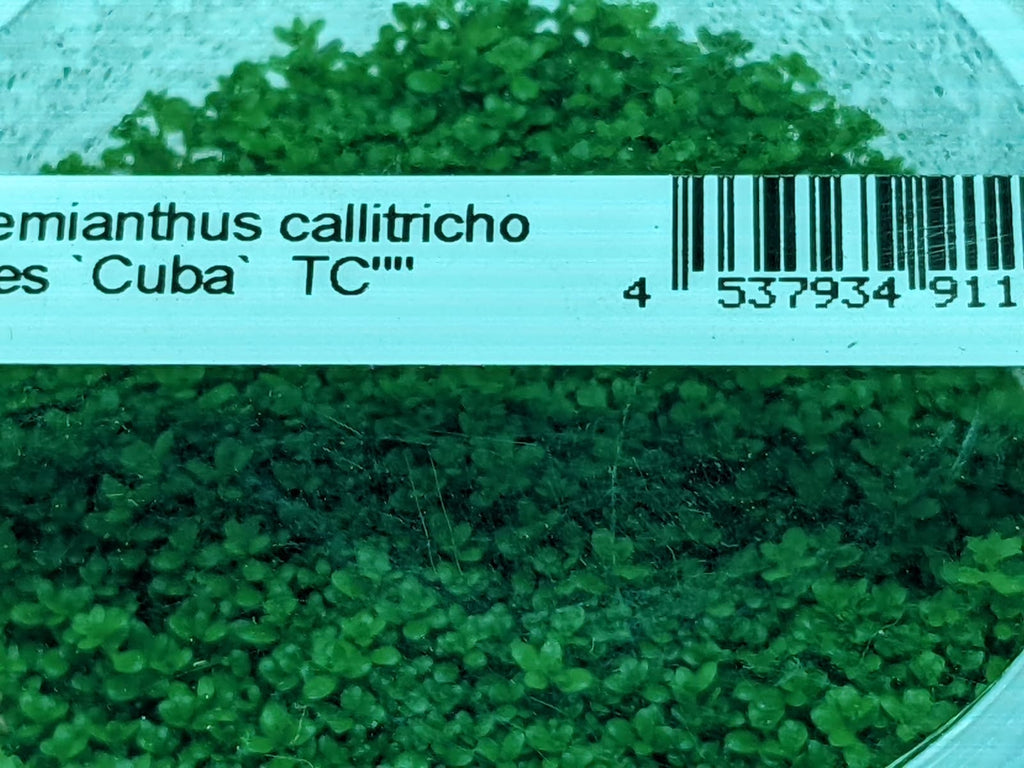 emianthus callitricho
es `Cuba` TC""
4 537934 911